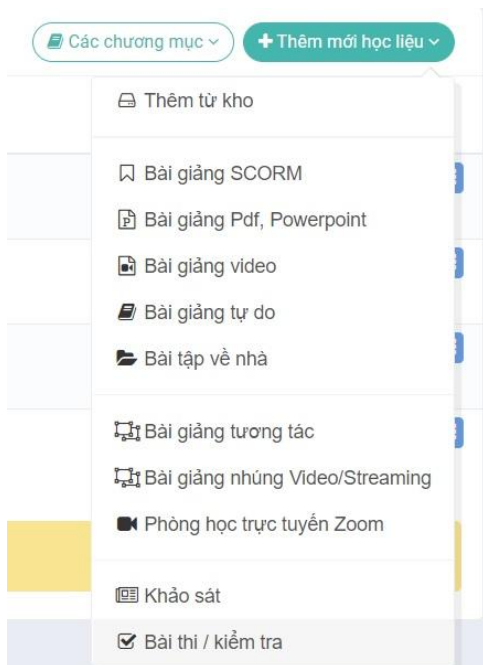 Các chương mục
Thêm mới học liệu
Thêm từ kho
Bài giảng SCORM
Bài giảng Pdf, Powerpoint
Bài giảng video
Bài giảng tự do
Bài tập về nhà
Bài giảng tương tác
Bài giảng nhúng Video/Streaming
Phòng học trực tuyến Zoom
Khảo sát
Bài thi / kiểm tra